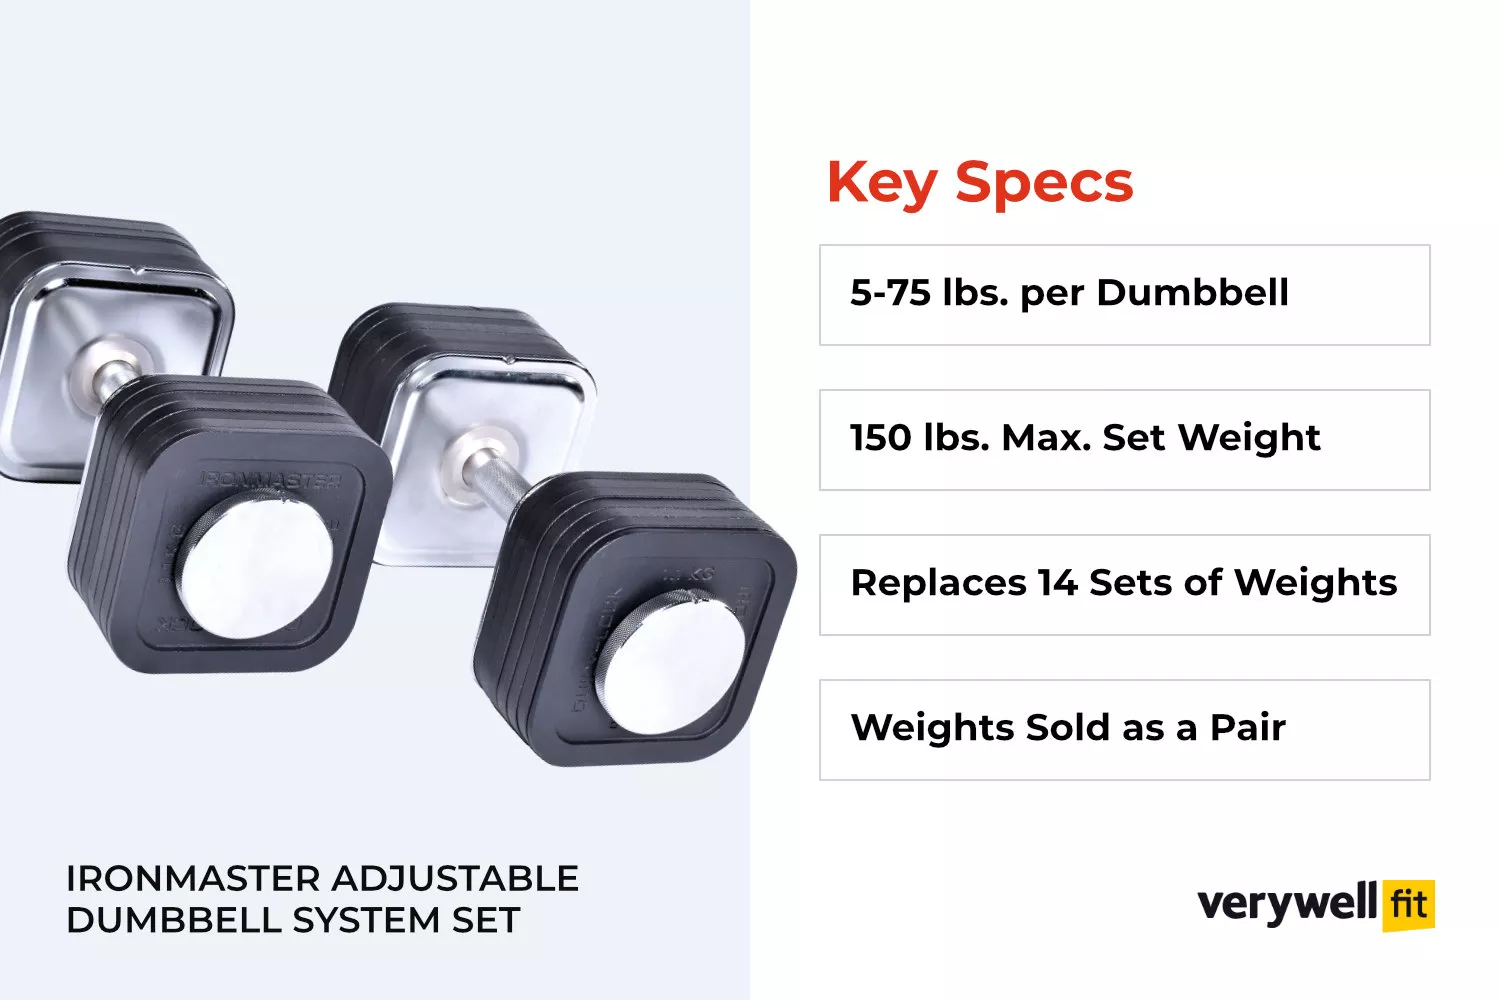 Key Specs
5-75 lbs. per Dumbbell
150 lbs. Max. Set Weight
Replaces 14 Sets of Weights
Weights Sold as a Pair
IRONMASTER
IRONMASTER ADJUSTABLE
DUMBBELL SYSTEM SET
verywell fit